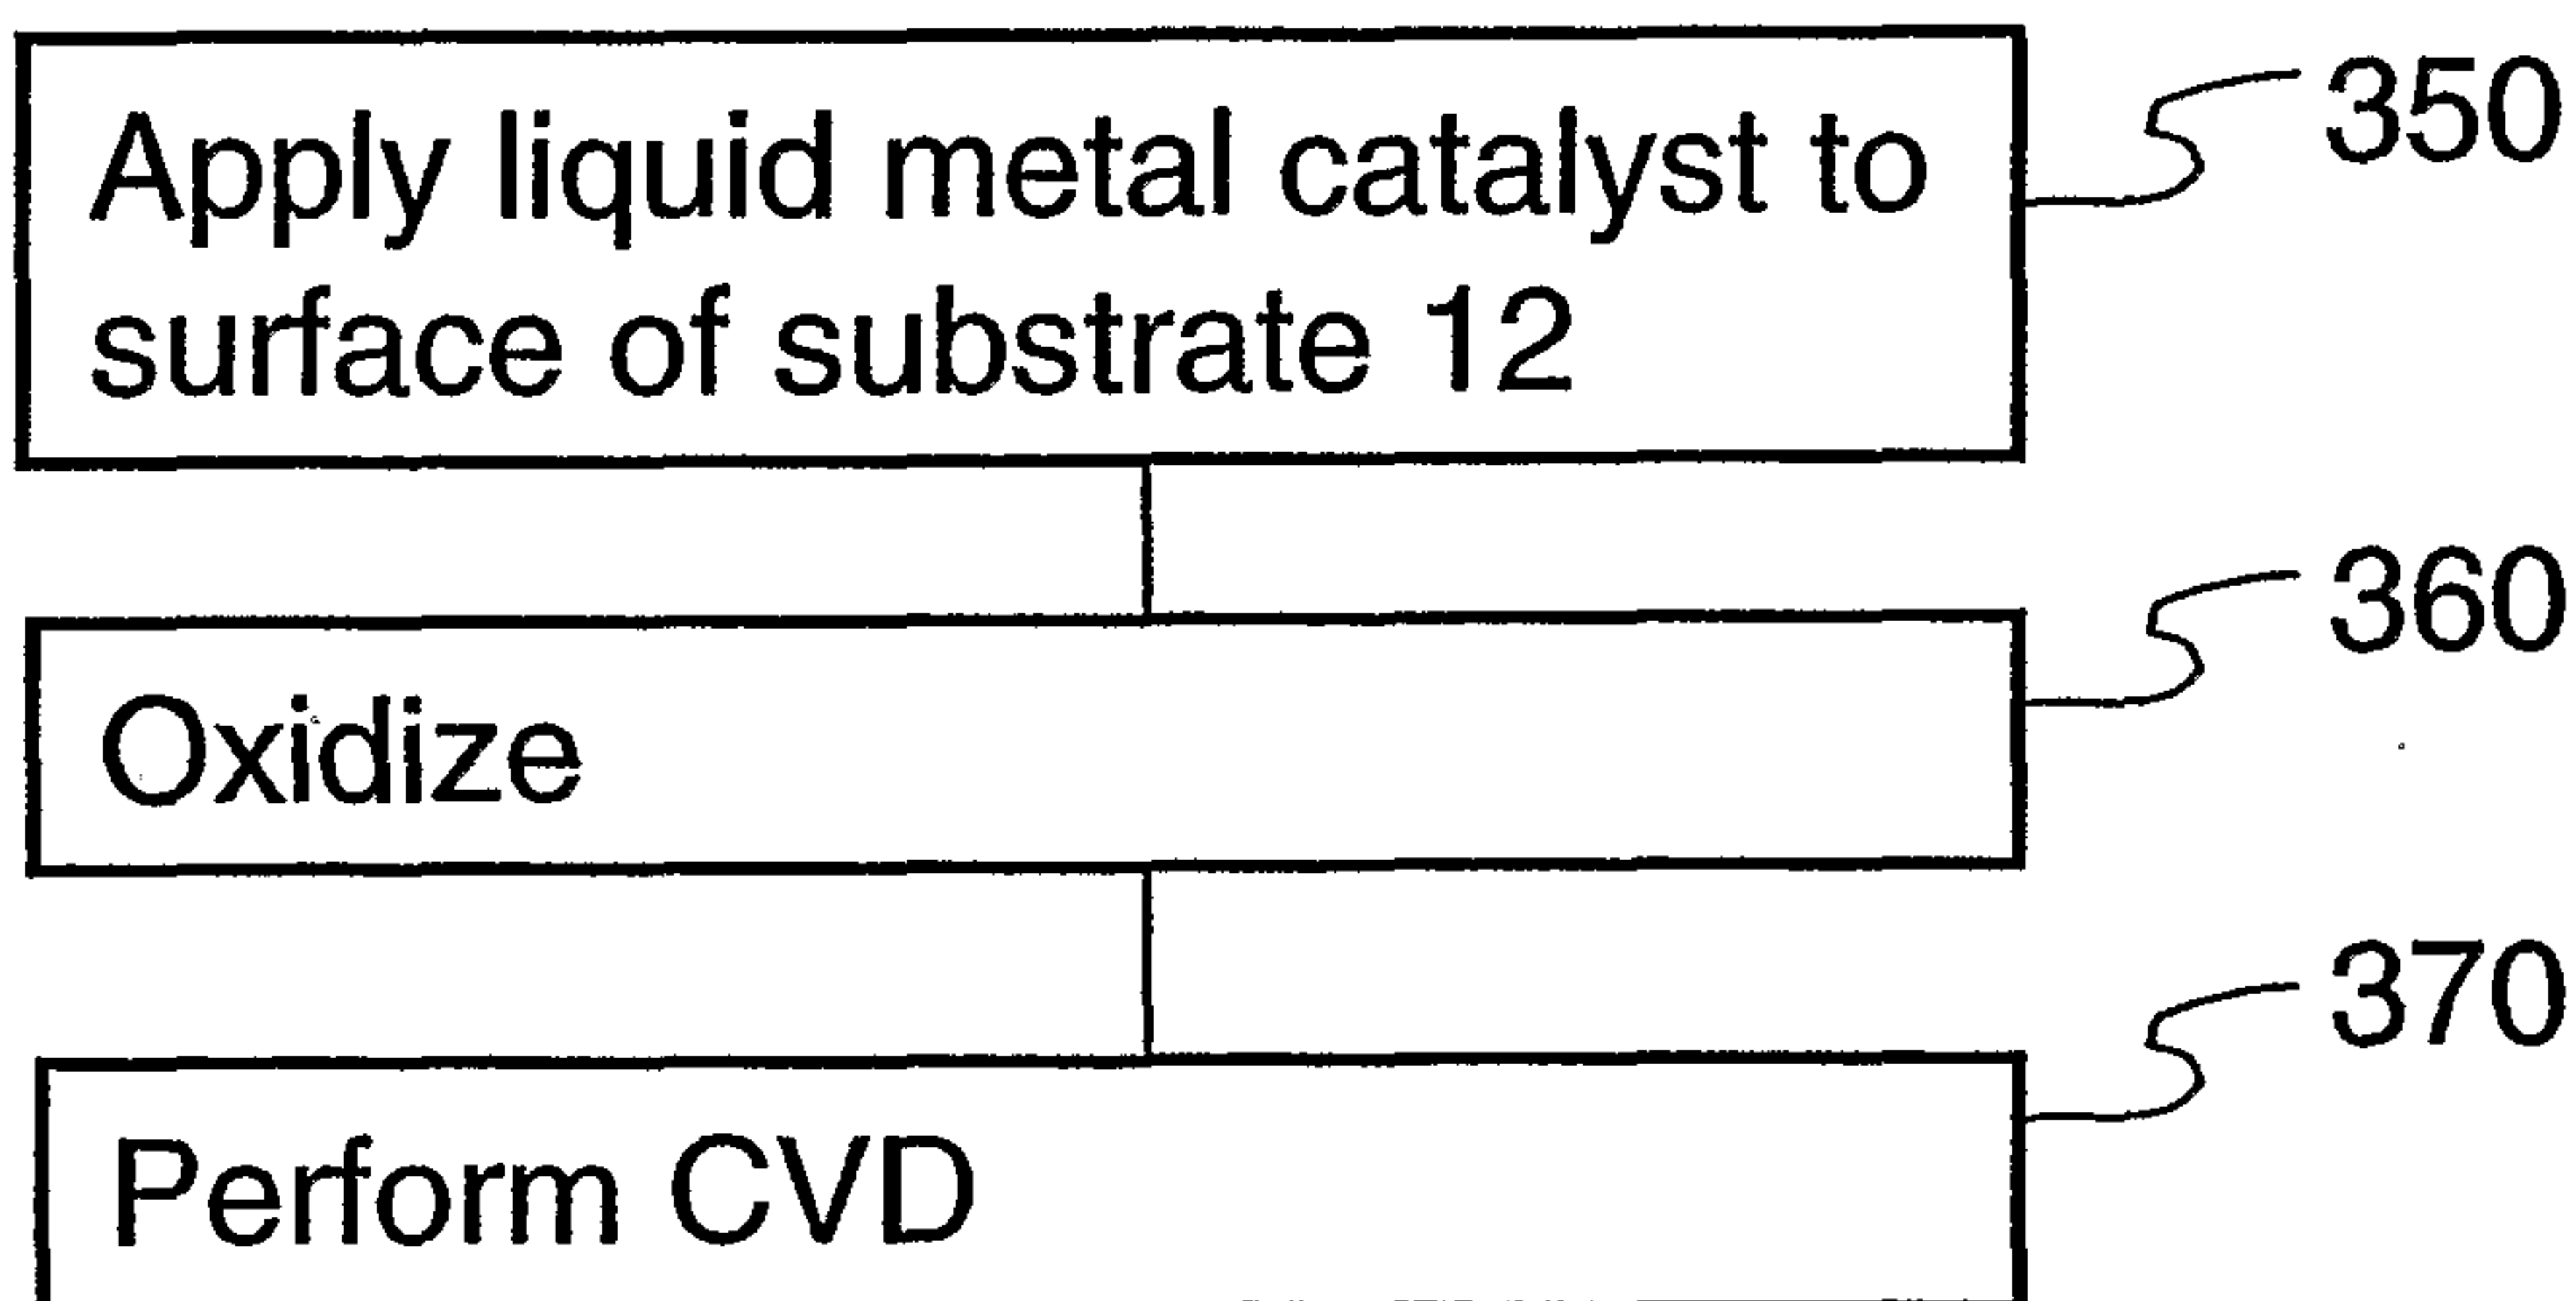 Apply liquid metal catalyst to
surface of substrate 12
350
Oxidize
360
Perform CVD
370